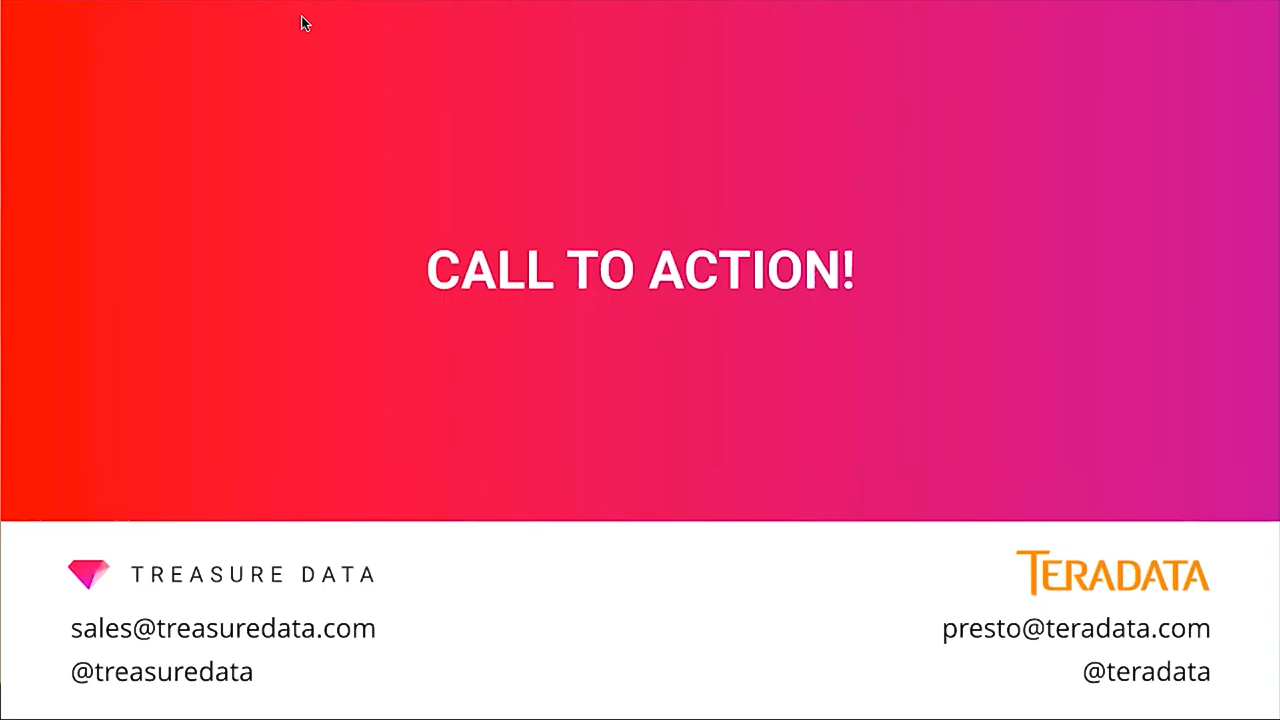 CALL TO ACTION!
TREASURE DATA
sales@treasuredata.com
@treasuredata
TERADATA
presto@teradata.com
@teradata